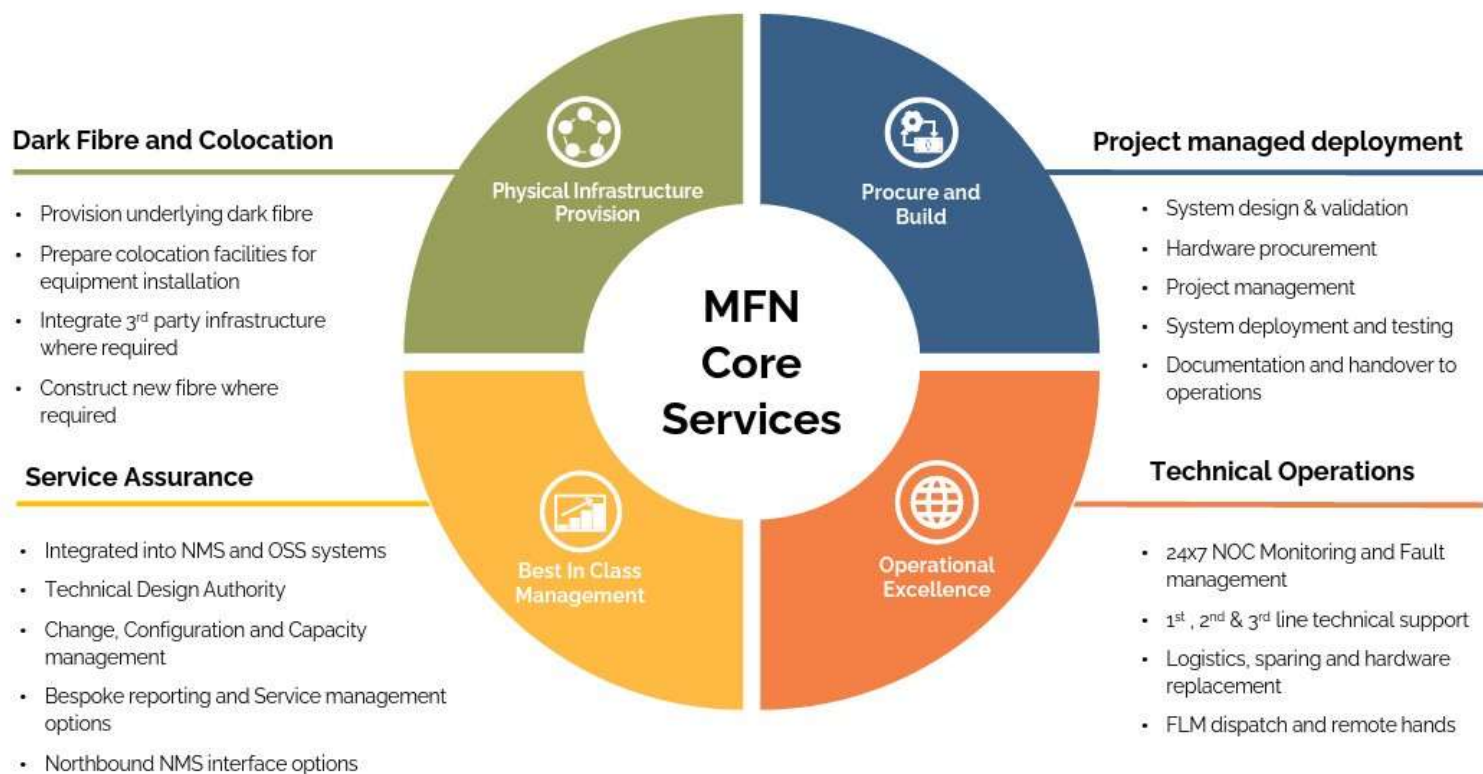 Dark Fibre and Colocation
• Provision underlying dark fibre
• Prepare colocation facilities for
equipment installation
• Integrate 3rd party infrastructure
where required
• Construct new fibre where
required
Physical Infrastructure
Provision
Procure and
Build
Project managed deployment
• System design & validation
• Hardware procurement
• Project management
• System deployment and testing
• Documentation and handover to
operations
MFN
Core
Services
Service Assurance
• Integrated into NMS and OSS systems
• Technical Design Authority
• Change, Configuration and Capacity
management
• Bespoke reporting and Service management
options
• Northbound NMS interface options
Best In Class
Management
Operational
Excellence
Technical Operations
• 24x7 NOC Monitoring and Fault
management
• 1st , 2nd & 3rd line technical support
• Logistics, sparing and hardware
replacement
• FLM dispatch and remote hands